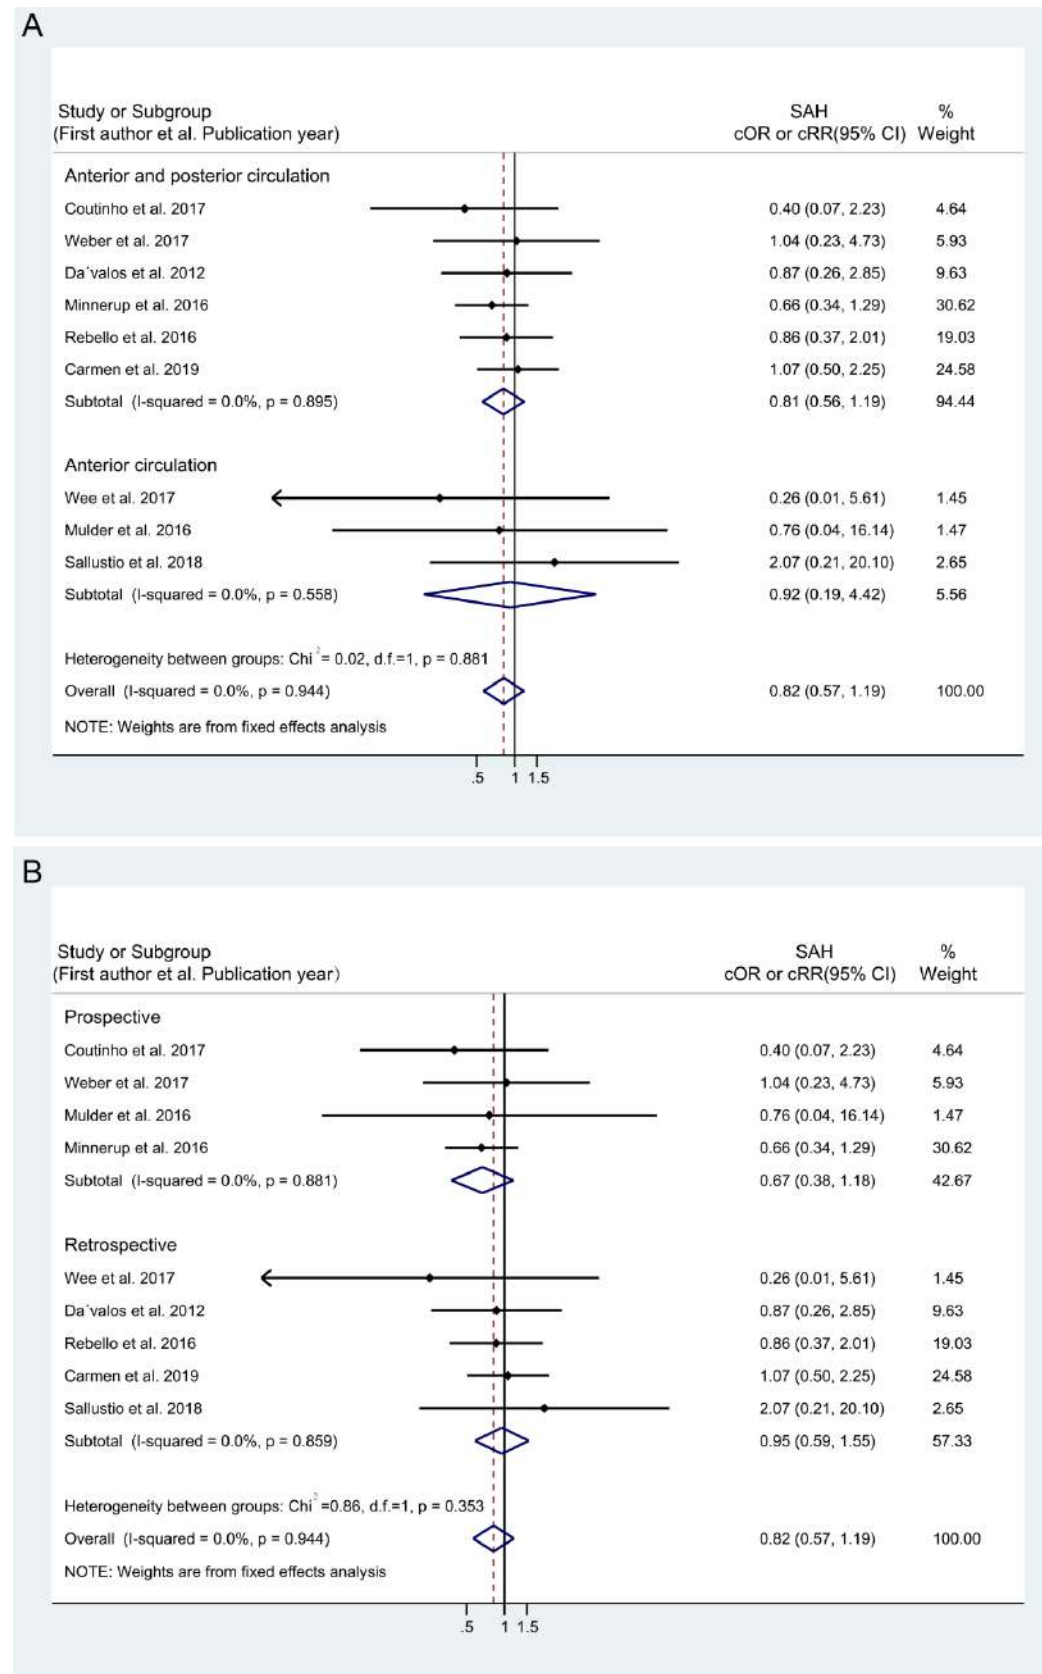 A
Study or Subgroup SAH %
(First author et al. Publication year) cOR or cRR(95% CI) Weight
Anterior and posterior circulation
Coutinho et al. 2017 0.40 (0.07, 2.23) 4.64
Weber et al. 2017 1.04 (0.23, 4.73) 5.93
Da´valos et al. 2012 0.87 (0.26, 2.85) 9.63
Minnerup et al. 2016 0.66 (0.34, 1.29) 30.62
Rebello et al. 2016 0.86 (0.37, 2.01) 19.03
Carmen et al. 2019 1.07 (0.50, 2.25) 24.58
Subtotal (I-squared = 0.0%, p = 0.895) 0.81 (0.56, 1.19) 94.44
Anterior circulation
Wee et al. 2017 0.26 (0.01, 5.61) 1.45
Mulder et al. 2016 0.76 (0.04, 16.14) 1.47
Sallustio et al. 2018 2.07 (0.21, 20.10) 2.65
Subtotal (I-squared = 0.0%, p = 0.558) 0.92 (0.19, 4.42) 5.56
Heterogeneity between groups: Chi²= 0.02, d.f.=1, p = 0.881
Overall (I-squared = 0.0%, p = 0.944) 0.82 (0.57, 1.19) 100.00
NOTE: Weights are from fixed effects analysis
.5 1 1.5
B
Study or Subgroup SAH %
(First author et al. Publication year) cOR or cRR(95% CI) Weight
Prospective
Coutinho et al. 2017 0.40 (0.07, 2.23) 4.64
Weber et al. 2017 1.04 (0.23, 4.73) 5.93
Mulder et al. 2016 0.76 (0.04, 16.14) 1.47
Minnerup et al. 2016 0.66 (0.34, 1.29) 30.62
Subtotal (I-squared = 0.0%, p = 0.881) 0.67 (0.38, 1.18) 42.67
Retrospective
Wee et al. 2017 0.26 (0.01, 5.61) 1.45
Da´valos et al. 2012 0.87 (0.26, 2.85) 9.63
Rebello et al. 2016 0.86 (0.37, 2.01) 19.03
Carmen et al. 2019 1.07 (0.50, 2.25) 24.58
Sallustio et al. 2018 2.07 (0.21, 20.10) 2.65
Subtotal (I-squared = 0.0%, p = 0.859) 0.95 (0.59, 1.55) 57.33
Heterogeneity between groups: Chi² =0.86, d.f.=1, p = 0.353
Overall (I-squared = 0.0%, p = 0.944) 0.82 (0.57, 1.19) 100.00
NOTE: Weights are from fixed effects analysis
.5 1 1.5